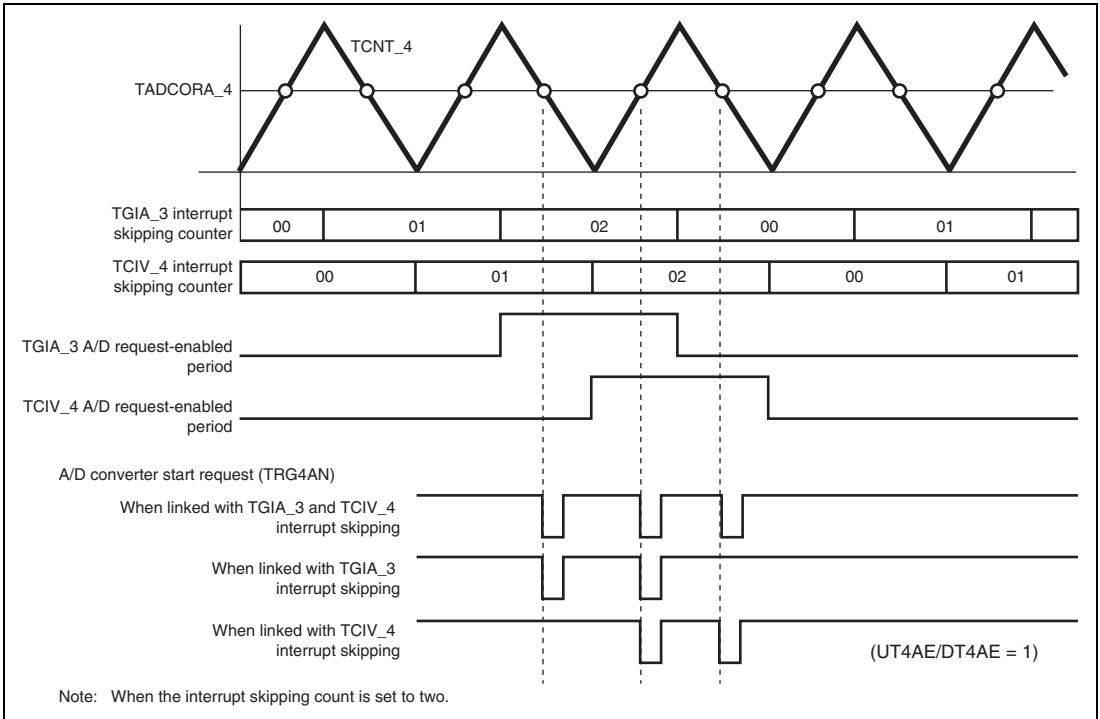 TCNT_4
TADCORA_4
TGIA_3 interrupt
skipping counter
00 01 02 00 01
TCIV_4 interrupt
skipping counter
00 01 02 00 01
TGIA_3 A/D request-enabled
period
TCIV_4 A/D request-enabled
period
A/D converter start request (TRG4AN)
When linked with TGIA_3 and TCIV_4
interrupt skipping
When linked with TGIA_3
interrupt skipping
When linked with TCIV_4
interrupt skipping
(UT4AE/DT4AE = 1)
Note: When the interrupt skipping count is set to two.